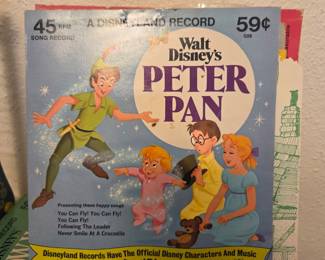 45 RPM
SONG RECORD
A DISNEYLAND RECORD
59¢
Walt
Disney's
PETER
PAN
Presenting these happy songs
You Can Fly! You Can Fly!
You Can Fly!
Following The Leader
Never Smile At A Crocodile
Disneyland Records Have The Official Disney Characters And Music